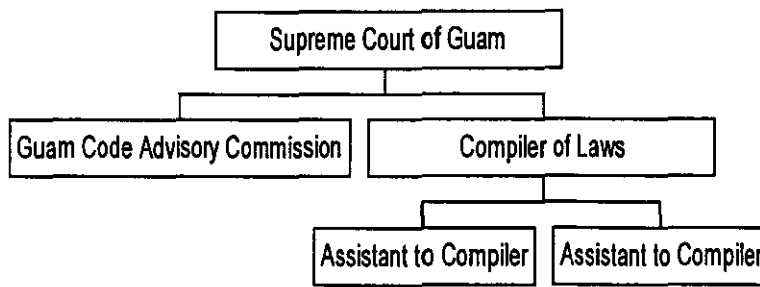 Supreme Court of Guam
Guam Code Advisory Commission
Compiler of Laws
Assistant to Compiler
Assistant to Compiler